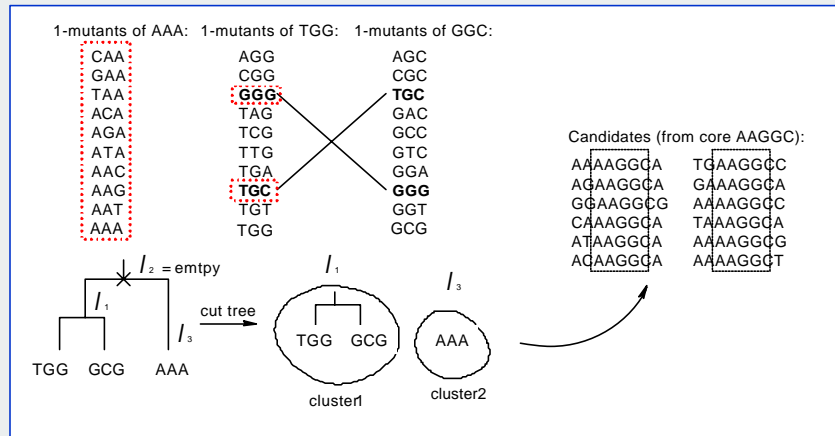 1-mutants of AAA: 1-mutants of TGG: 1-mutants of GGC:
CAA AGG AGC
GAA CGG CGC
TAA GGG TGC
ACA TAG GAC
AGA TCG GCC
ATA TTG GTC
AAC TGA GGA
AAG TGC GGG
AAT TGT GGT
AAA TGG GCG
Candidates (from core AAGGC):
AAAAGGCA TGAAGGCC
AGAAGGCA GAAAGGCA
GGAAGGCG AAAAGGCC
CAAAGGCA TAAAGGCA
ATAAGGCA AAAAGGCG
ACAAGGCA AAAAGGCT
l2 = emtpy
l1
l3
TGG GCG AAA
cut tree
l1
TGG GCG
cluster1
l3
AAA
cluster2